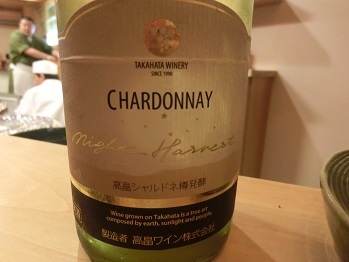 TAKAHATA WINERY
SINCE 1990
CHARDONNAY
Night Harvest
高畠シャルドネ樽発酵
Wine grown on Takahata is a true art
composed by earth, sunlight and people.
製造者 高畠ワイン株式会社